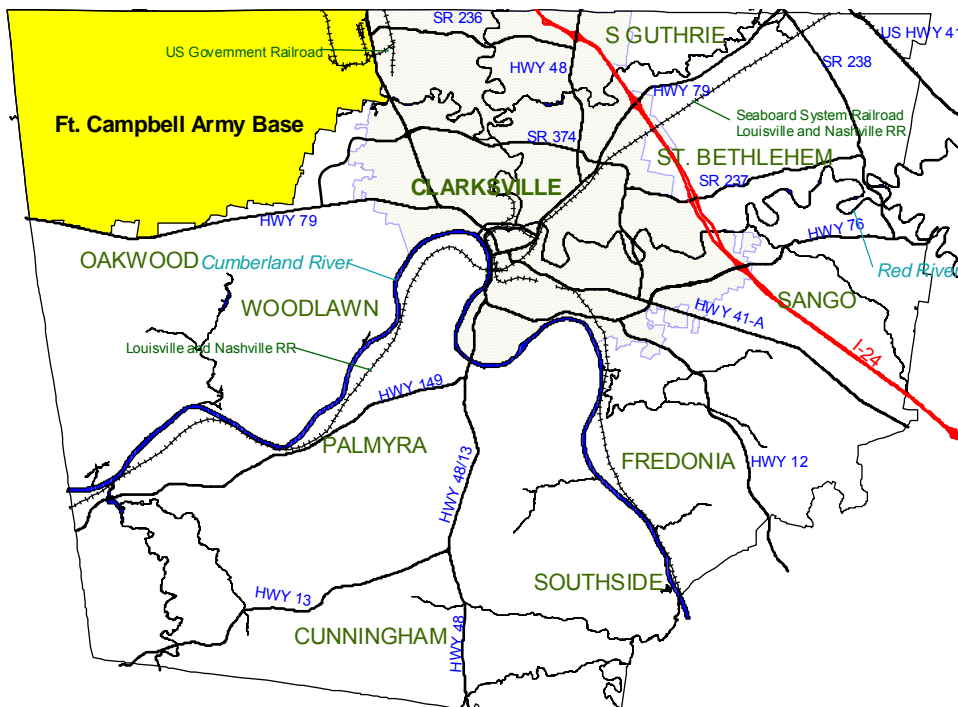 SR 236
S GUTHRIE
US HWY 41
US Government Railroad
HWY 48
SR 238
HWY 79
Ft. Campbell Army Base
Seaboard System Railroad
Louisville and Nashville RR
SR 374
ST. BETHLEHEM
CLARKSVILLE
SR 237
HWY 79
HWY 76
OAKWOOD
Cumberland River
Red River
WOODLAWN
SANGO
HWY 41-A
Louisville and Nashville RR
I-24
HWY 149
PALMYRA
FREDONIA
HWY 12
HWY 48/13
SOUTHSIDE
HWY 13
CUNNINGHAM
HWY 48